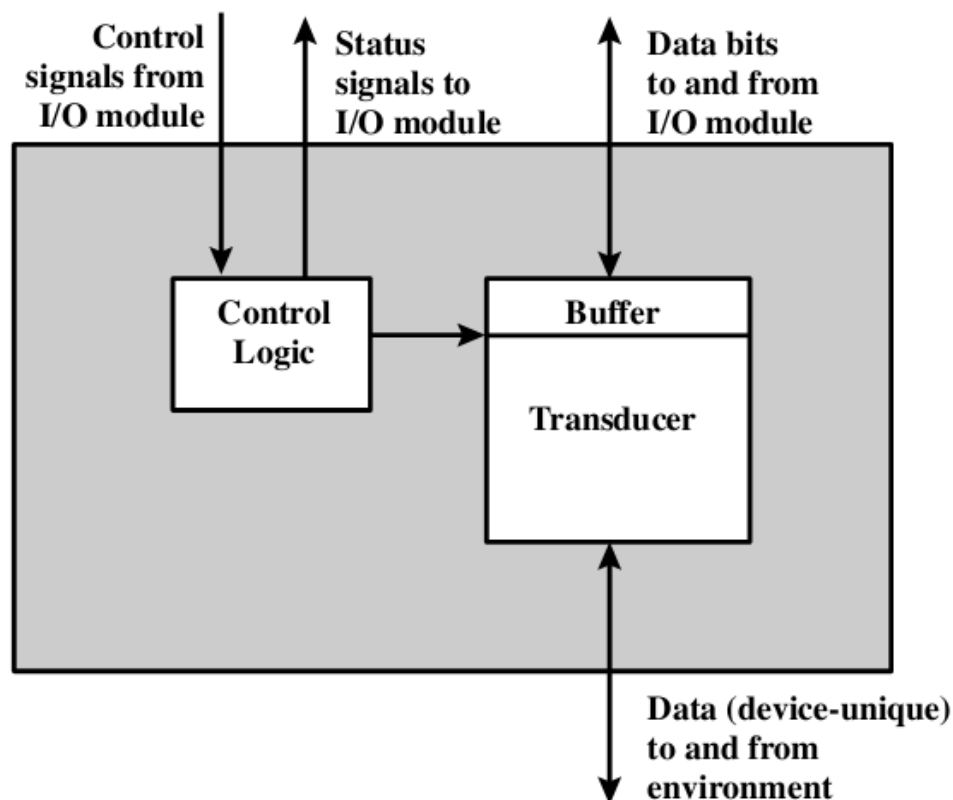 Control
signals from
I/O module
Status
signals to
I/O module
Data bits
to and from
I/O module
Control
Logic
Buffer
Transducer
Data (device-unique)
to and from
environment